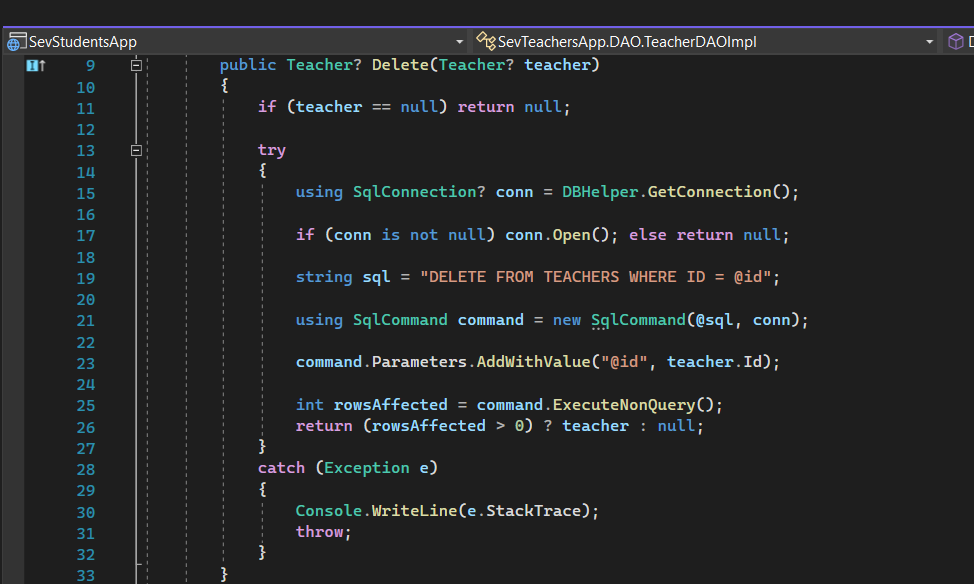 SevStudentsApp SevTeachersApp.DAO.TeacherDAOImpl
9 public Teacher? Delete(Teacher? teacher)
10 {
11 if (teacher == null) return null;
12
13 try
14 {
15 using SqlConnection? conn = DBHelper.GetConnection();
16
17 if (conn is not null) conn.Open(); else return null;
18
19 string sql = "DELETE FROM TEACHERS WHERE ID = @id";
20
21 using SqlCommand command = new SqlCommand(@sql, conn);
22
23 command.Parameters.AddWithValue("@id", teacher.Id);
24
25 int rowsAffected = command.ExecuteNonQuery();
26 return (rowsAffected > 0) ? teacher : null;
27 }
28 catch (Exception e)
29 {
30 Console.WriteLine(e.StackTrace);
31 throw;
32 }
33 }